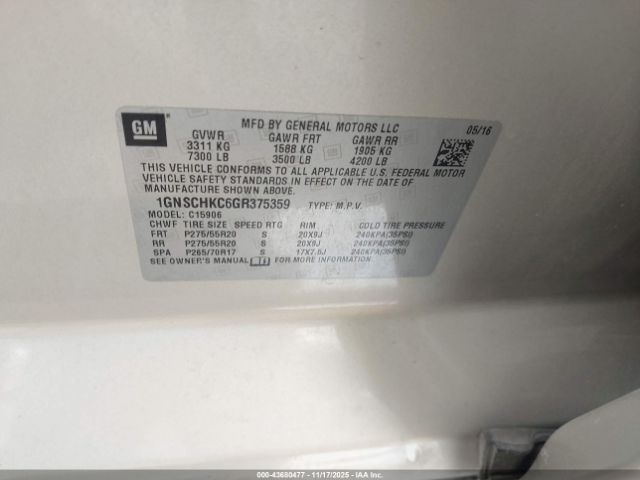 GM
MFD BY GENERAL MOTORS LLC 05/16
GVWR GAWR FRT GAWR RR
3311 KG 1588 KG 1905 KG
7300 LB 3500 LB 4200 LB
THIS VEHICLE CONFORMS TO ALL APPLICABLE U.S. FEDERAL MOTOR
VEHICLE SAFETY STANDARDS IN EFFECT ON THE DATE OF
MANUFACTURE SHOWN ABOVE.
1GNSCHKC6GR375359 TYPE: M.P.V.
MODEL: C15906
CHWF TIRE SIZE SPEED RTG RIM COLD TIRE PRESSURE
FRT P275/55R20 S 20X9J 240KPA(35PSI)
RR P275/55R20 S 20X9J 240KPA(35PSI)
SPA P265/70R17 S 17X7.5J 240KPA(35PSI)
SEE OWNER'S MANUAL FOR MORE INFORMATION.
000-43680477 - 11/17/2025 - IAAI.COM